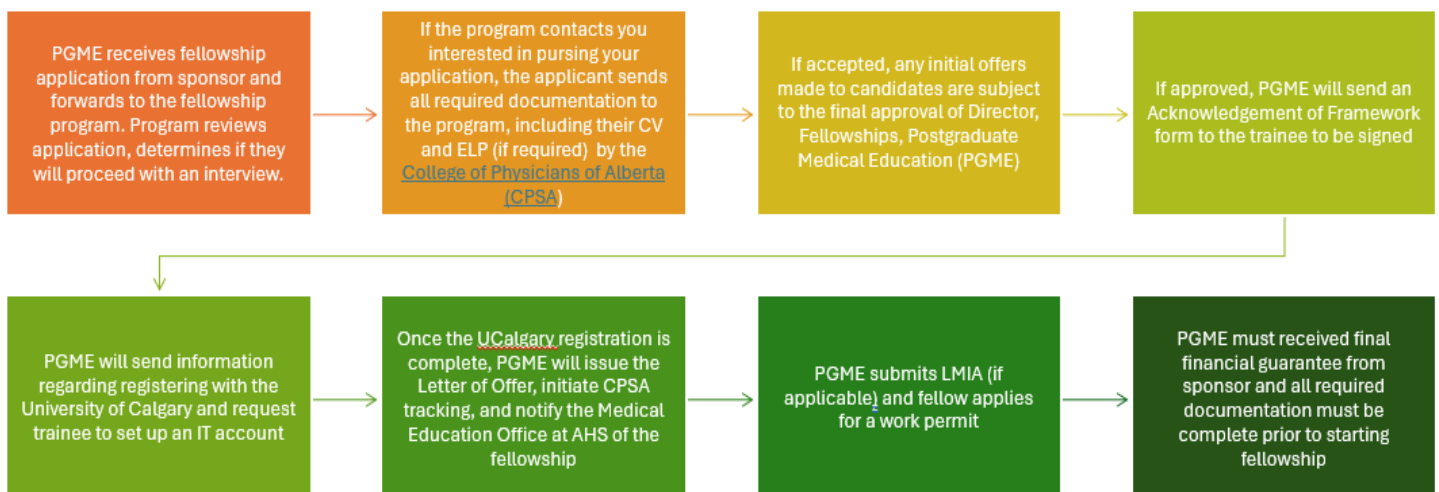 PGME receives fellowship
application from sponsor and
forwards to the fellowship
program. Program reviews
application, determines if they
will proceed with an interview.
If the program contacts you
interested in pursing your
application, the applicant sends
all required documentation to
the program, including their CV
and ELP (if required)  by the
College of Physicians of Alberta
(CPSA)
If accepted, any initial offers
made to candidates are subject
to the final approval of Director,
Fellowships, Postgraduate
Medical Education (PGME)
If approved, PGME will send an
Acknowledgement of Framework
form to the trainee to be signed
PGME will send information
regarding registering with the
University of Calgary and request
trainee to set up an IT account
Once the UCalgary registration is
complete, PGME will issue the
Letter of Offer, initiate CPSA
tracking, and notify the Medical
Education Office at AHS of the
fellowship
PGME submits LMIA (if
applicable) and fellow applies
for a work permit
PGME must received final
financial guarantee from
sponsor and all required
documentation must be
complete prior to starting
fellowship